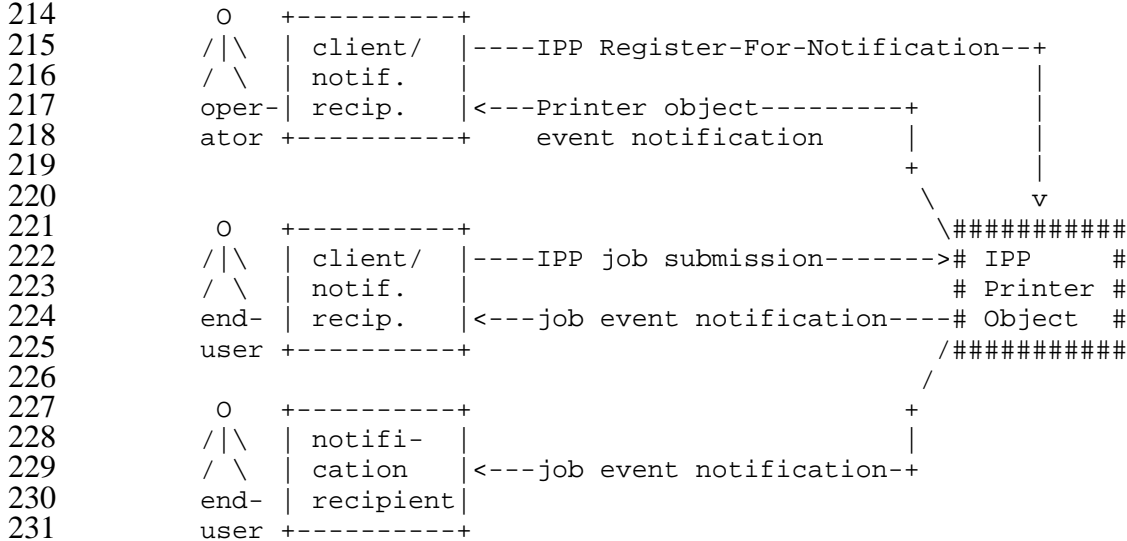 214            O   +----------+
215           /|\  | client/  |----IPP Register-For-Notification--+
216           / \  | notif.   |                                   |
217           oper-| recip.   |<---Printer object---------+       |
218           ator +----------+    event notification     |       |
219                                                       +       |
220                                                        \      v
221            O   +----------+                             \###########
222           /|\  | client/  |----IPP job submission-------># IPP     #
223           / \  | notif.   |                              # Printer #
224           end- | recip.   |<---job event notification----# Object  #
225           user +----------+                             /###########
226                                                        /
227            O   +----------+                           +
228           /|\  | notifi-  |                           |
229           / \  | cation   |<---job event notification-+
230           end- | recipient|
231           user +----------+